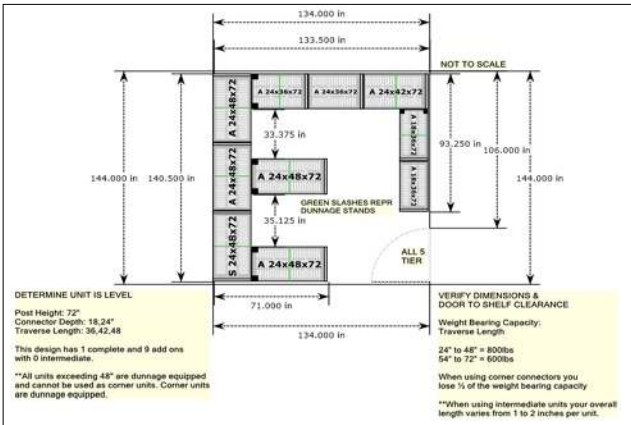 134.000 in
133.500 in
NOT TO SCALE
A 24x48x72
A 24x36x72
A 24x36x72
A 24x42x72
33.375 in
A 18x36x72
93.250 in
106.000 in
144.000 in
140.500 in
A 24x48x72
A 24x48x72
A 18x36x72
144.000 in
GREEN SLASHES REPR
DUNNAGE STANDS
35.125 in
S 24x48x72
A 24x48x72
ALL 5
TIER
71.000 in
134.000 in
DETERMINE UNIT IS LEVEL
Post Height: 72"
Connector Depth: 18,24"
Traverse Length: 36,42,48
This design has 1 complete and 9 add ons
with 0 intermediate.
**All units exceeding 48" are dunnage equipped
and cannot be used as corner units. Corner units
are dunnage equipped.
VERIFY DIMENSIONS &
DOOR TO SHELF CLEARANCE
Weight Bearing Capacity:
Traverse Length
24" to 48" = 800lbs
54" to 72" = 600lbs
When using corner connectors you
lose ½ of the weight bearing capacity
**When using intermediate units your overall
length varies from 1 to 2 inches per unit.